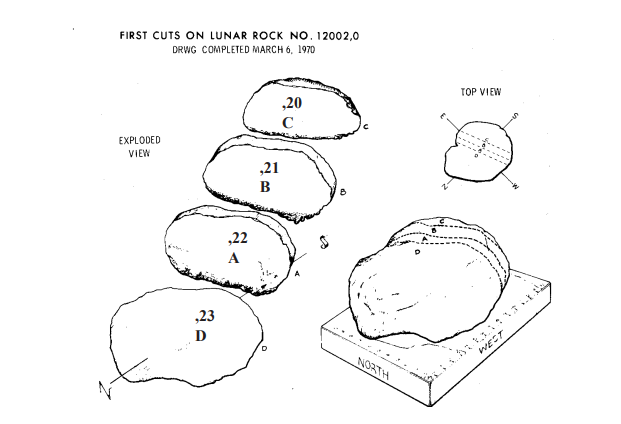 FIRST CUTS ON LUNAR ROCK NO. 12002,0
DRWG COMPLETED MARCH 6, 1970
TOP VIEW
EXPLODED
VIEW
,20
C
C
,21
B
B
,22
A
A
S
,23
D
D
N
E
S
N
W
C
B
A
D
C
B
A
D
NORTH
WEST